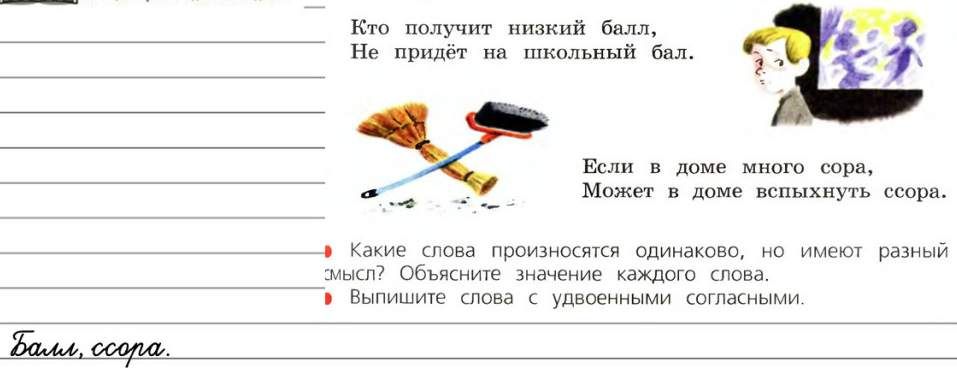 Кто получит низкий балл,
Не придёт на школьный бал.
Если в доме много сора,
Может в доме вспыхнуть ссора.
Какие слова произносятся одинаково, но имеют разный
смысл? Объясните значение каждого слова.
Выпишите слова с удвоенными согласными.
Балл, ссора.